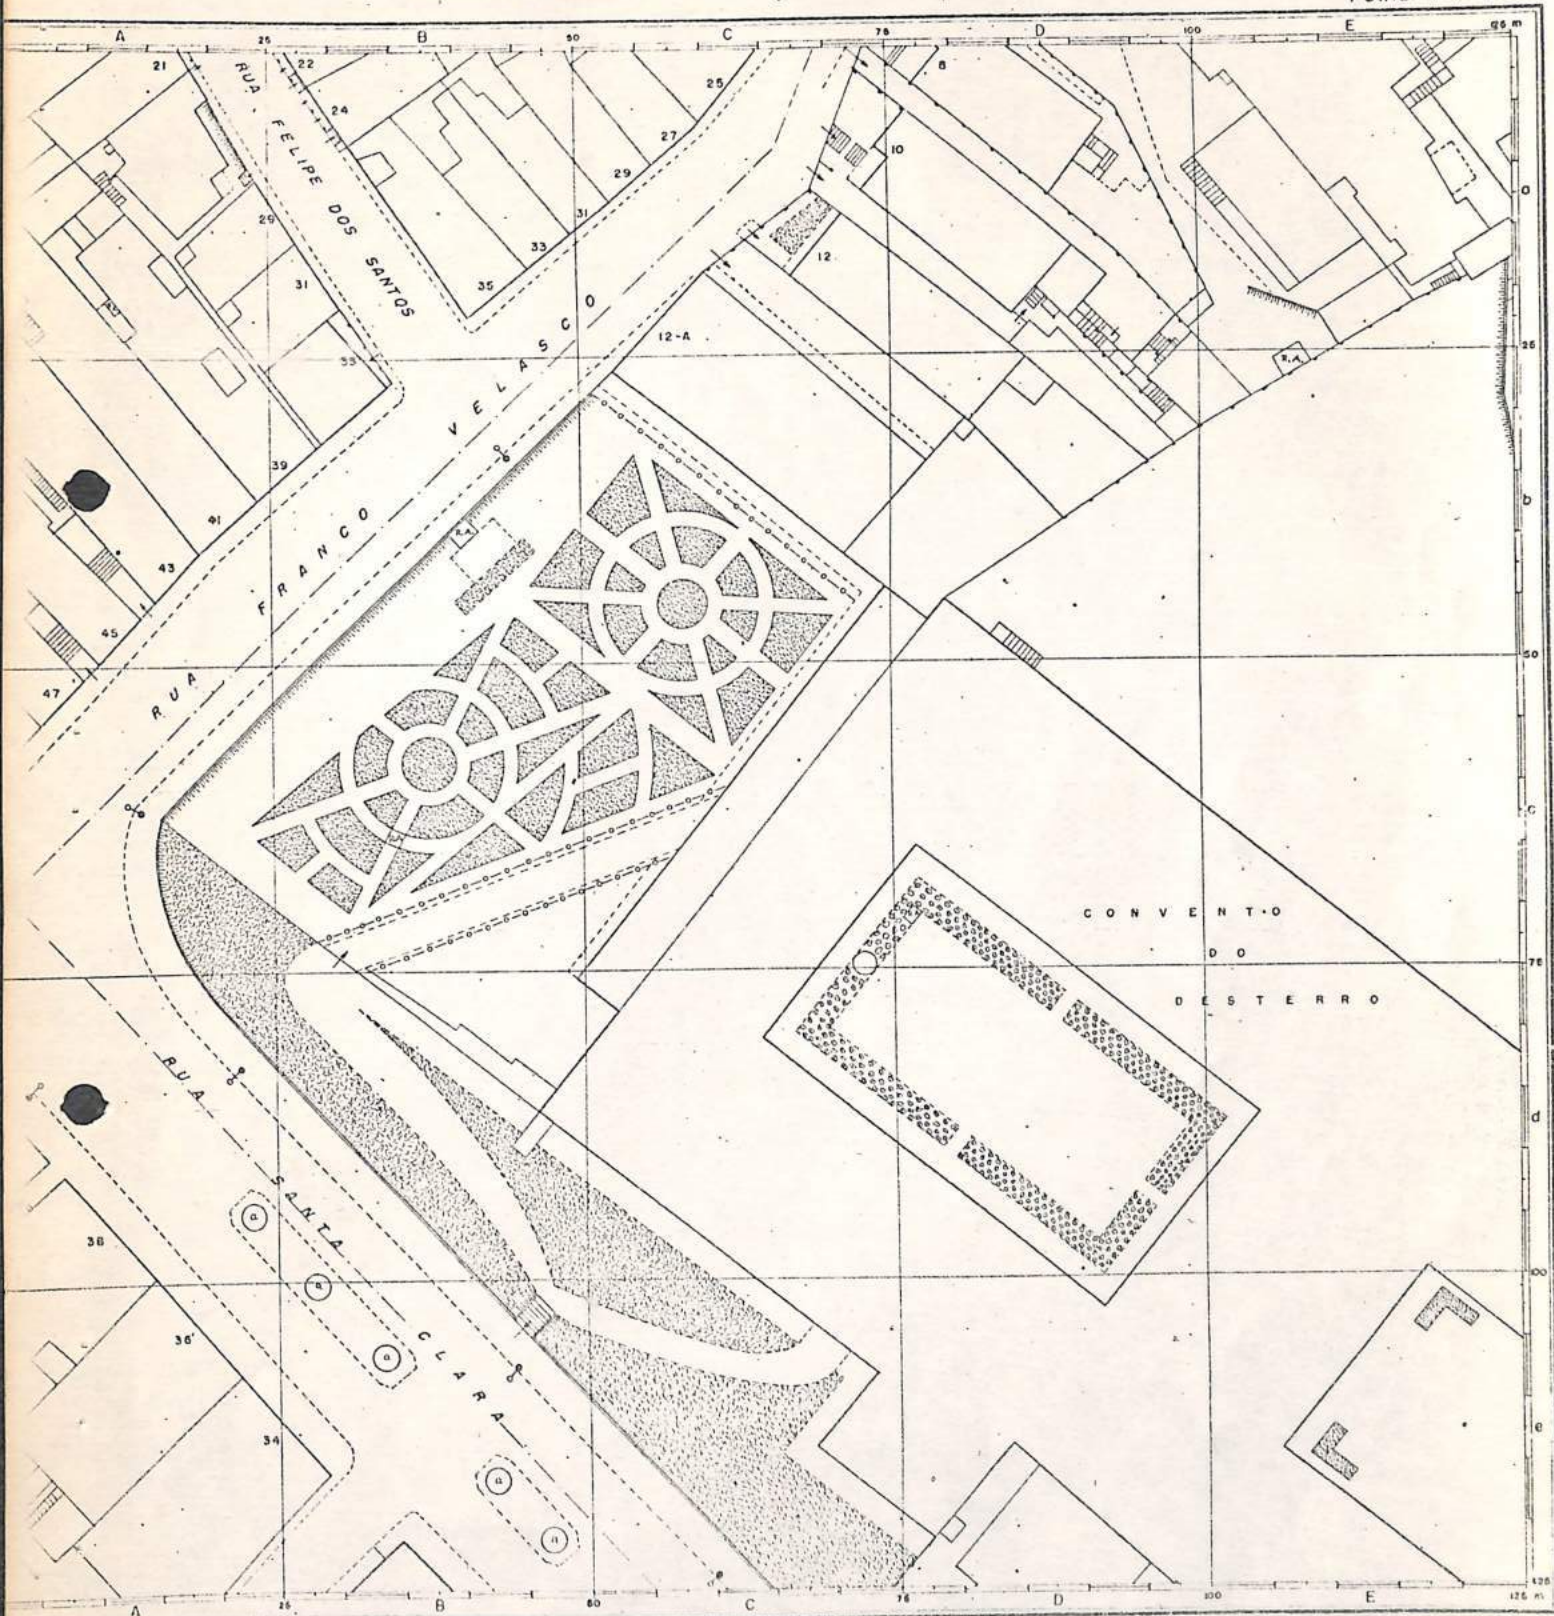 A
25
B
50
C
75
D
100
E
125 m
21
22
24
25
27
29
31
33
35
RUA FELIPE DOS SANTOS
8
10
12
12-A
29
31
33
39
41
43
45
47
RUA FRANCO VELASCO
R.A.
R.A.
a
25
b
50
c
75
d
100
e
125 m
CONVENTO
DO
DESTERRO
RUA SANTA CLARA
a
a
a
a
a
38
36'
34
A
25
B
50
C
75
D
100
E